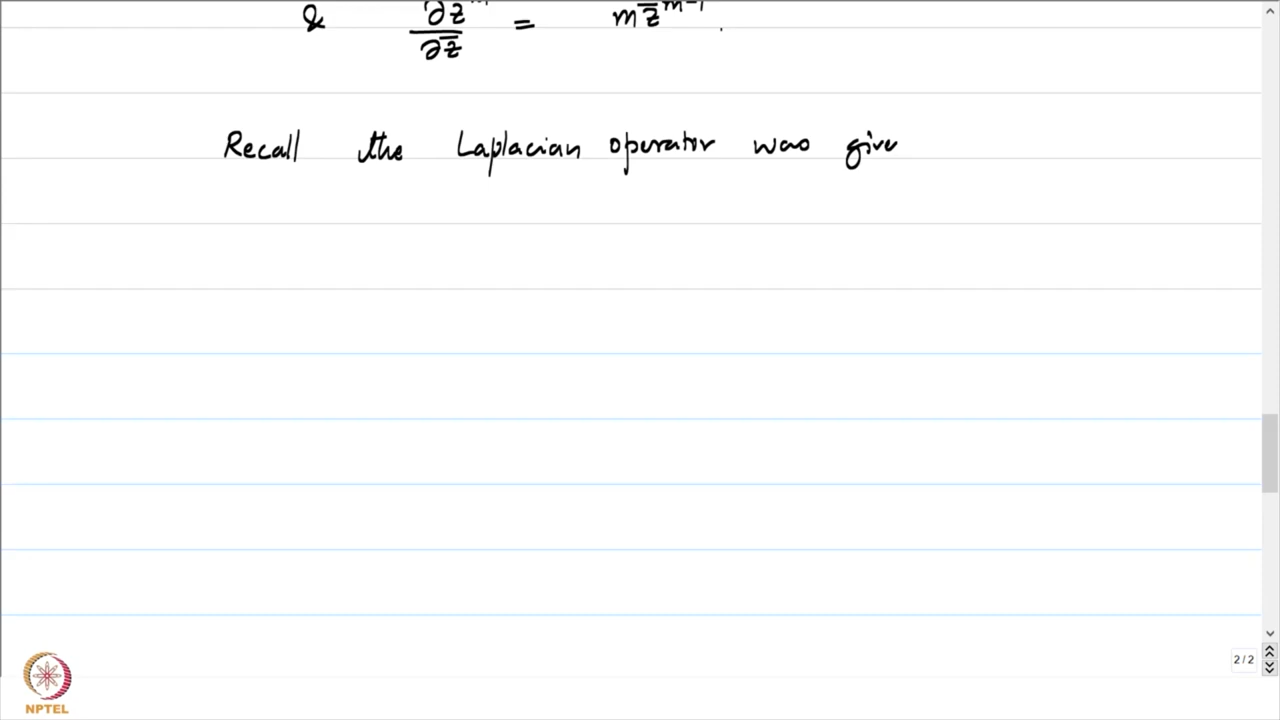 & ∂z̄ᵐ/∂z̄ = m z̄ᵐ⁻¹.
Recall the Laplacian operator was give
2 / 2
NPTEL